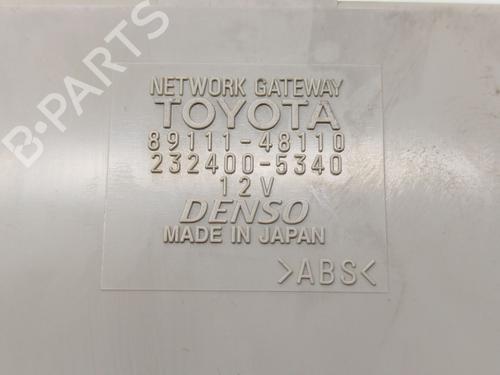 B-PARTS
NETWORK GATEWAY
TOYOTA
89111-48110
232400-5340
12V
DENSO
MADE IN JAPAN
>ABS<